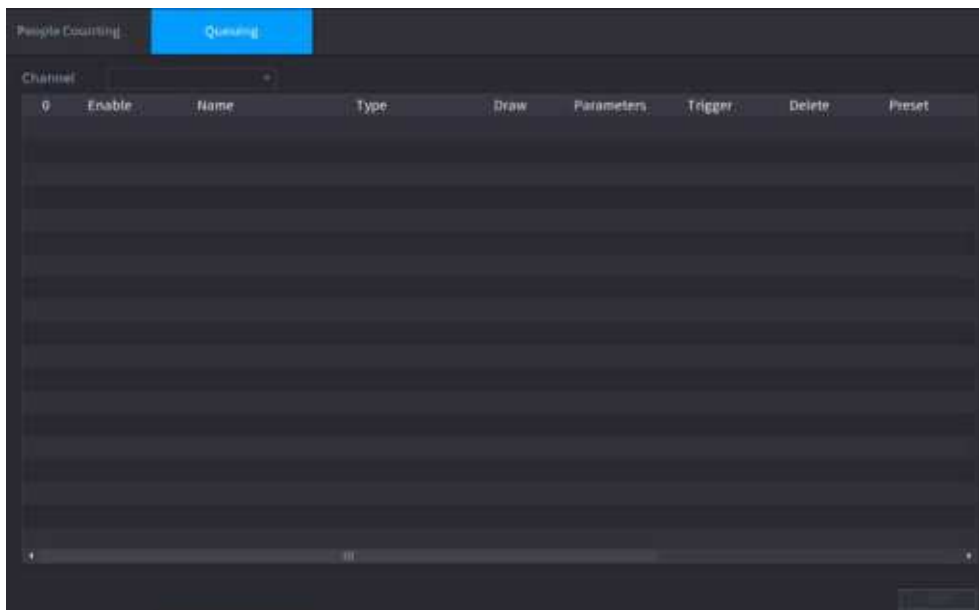 People Counting Queuing
Channel
0 Enable Name Type Draw Parameters Trigger Delete Preset